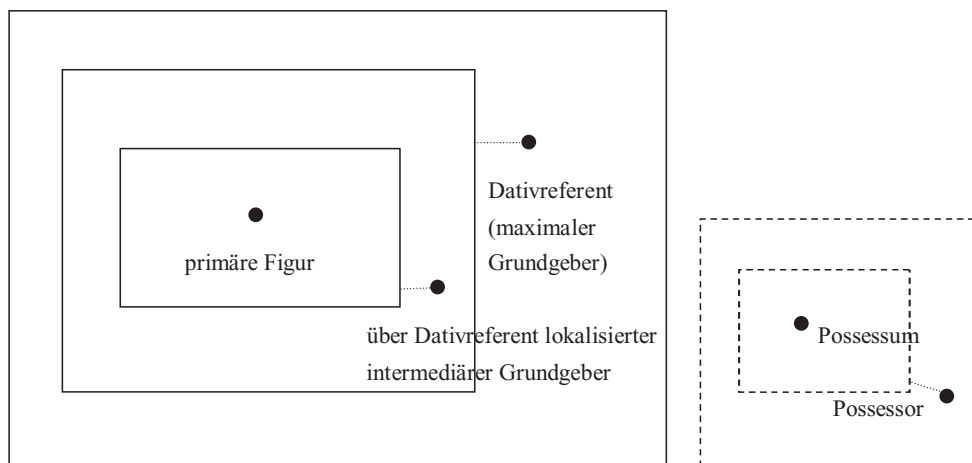 Dativreferent
(maximaler
Grundgeber)
primäre Figur
über Dativreferent lokalisierter
intermediärer Grundgeber
Possessum
Possessor